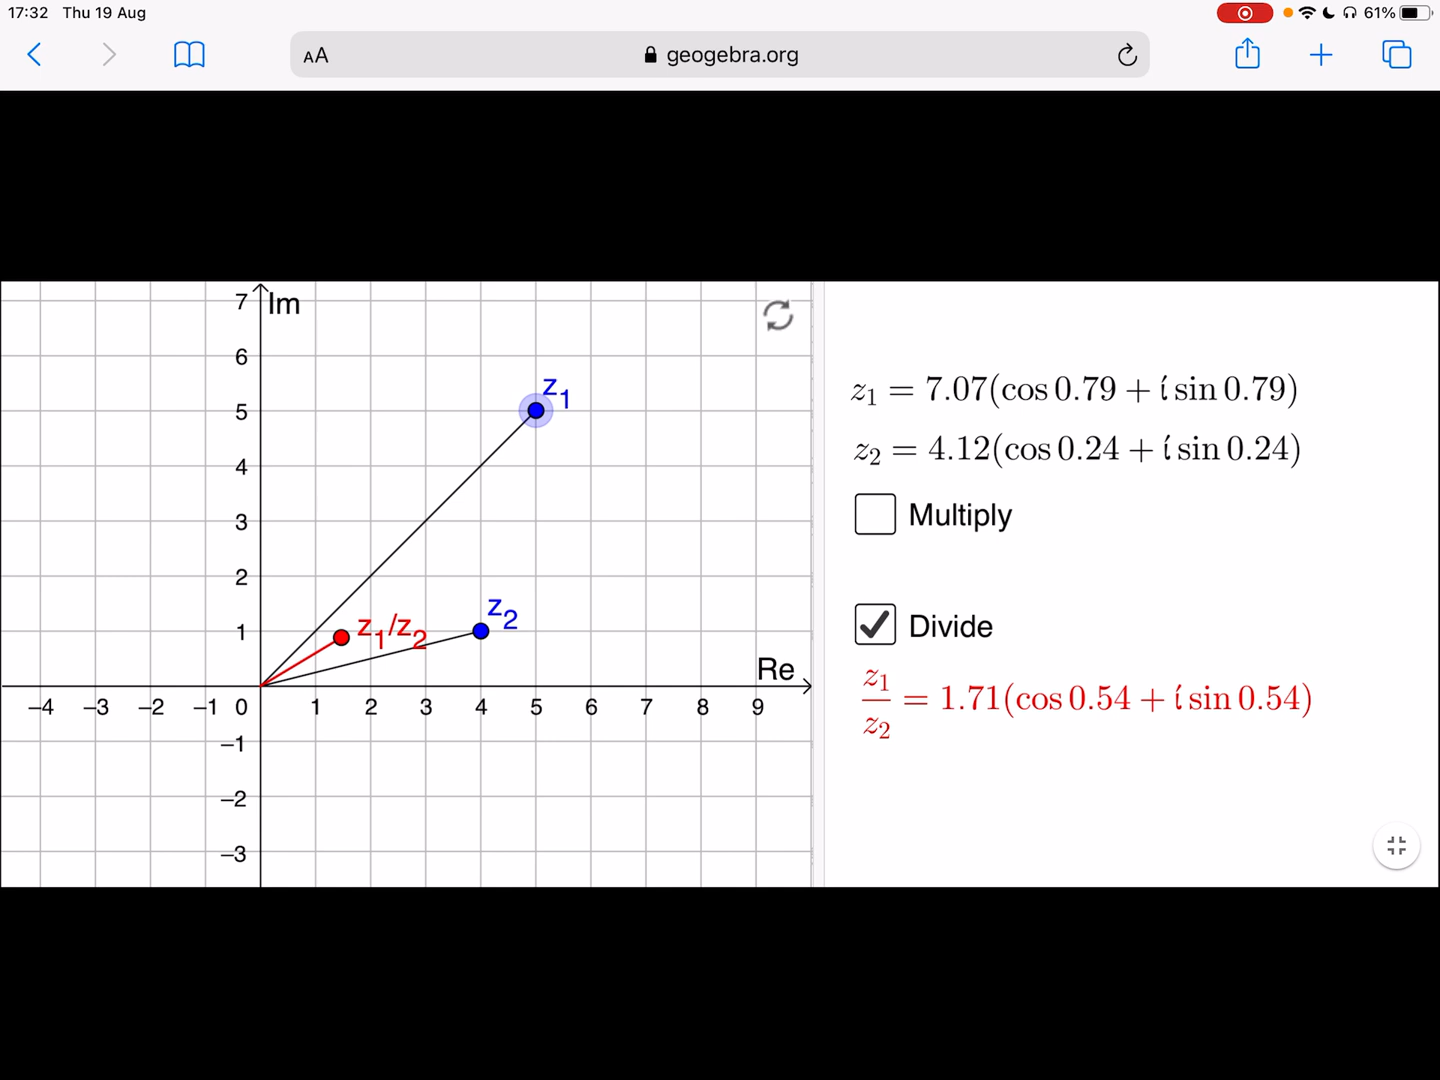 17:32 Thu 19 Aug
61%
AA
geogebra.org
7 Im
6
5
4
3
2
1
z₁
z₂
z₁/z₂
Re
–4 –3 –2 –1 0 1 2 3 4 5 6 7 8 9
–1
–2
–3
z₁ = 7.07(cos 0.79 + í sin 0.79)
z₂ = 4.12(cos 0.24 + í sin 0.24)
Multiply
Divide
z₁/z₂ = 1.71(cos 0.54 + í sin 0.54)